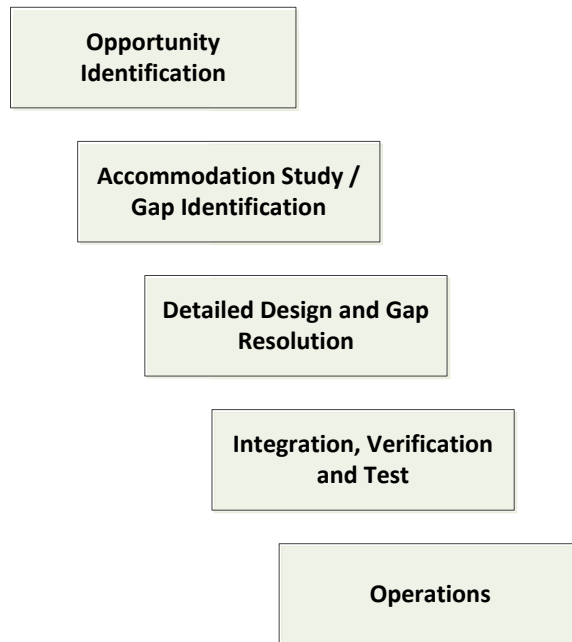 Opportunity
Identification
Accommodation Study /
Gap Identification
Detailed Design and Gap
Resolution
Integration, Verification
and Test
Operations